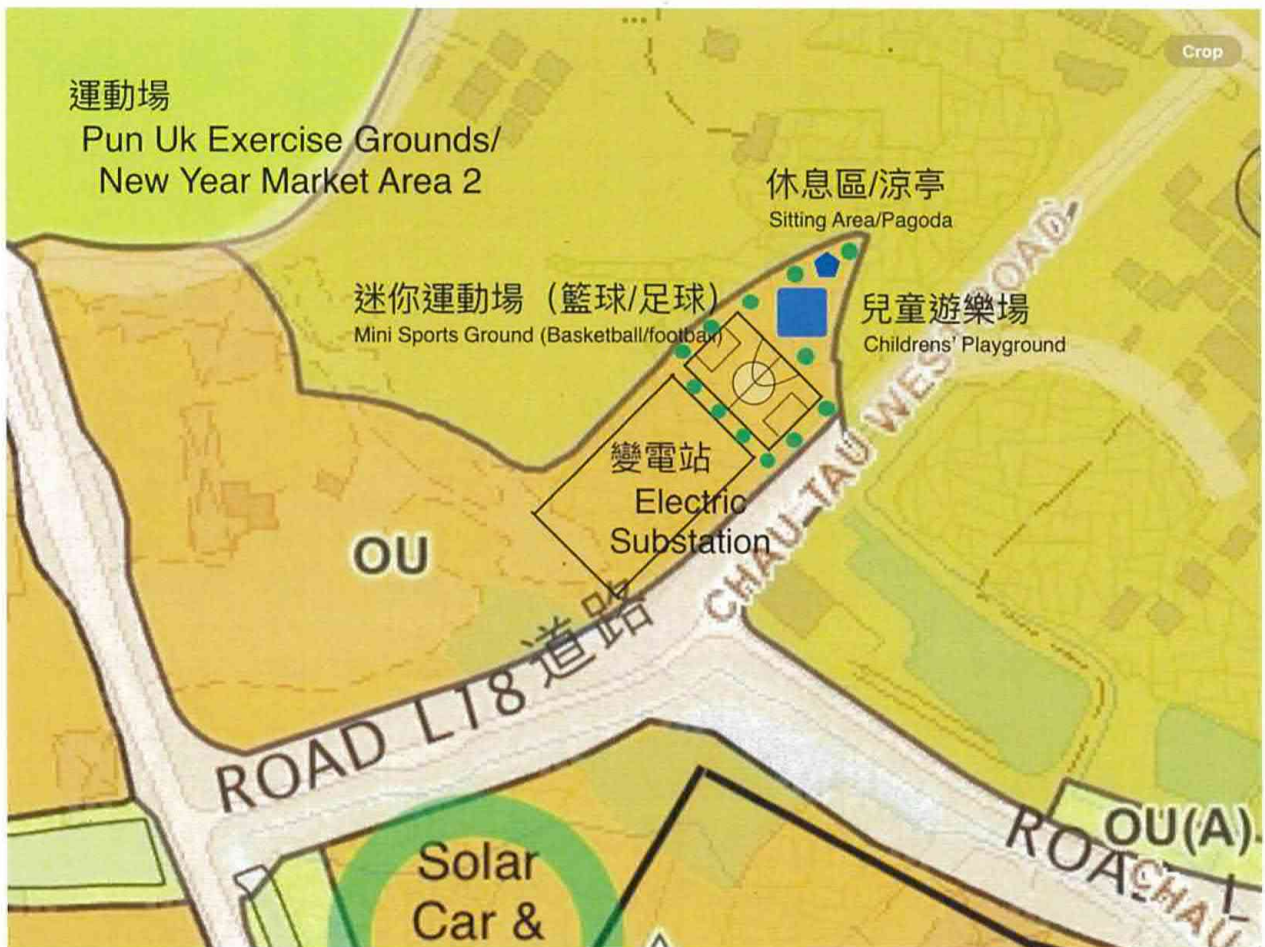 Crop
運動場
Pun Uk Exercise Grounds/
New Year Market Area 2
休息區/涼亭
Sitting Area/Pagoda
迷你運動場（籃球/足球）
Mini Sports Ground (Basketball/football)
兒童遊樂場
Childrens' Playground
變電站
Electric
Substation
OU
CHAU-TAU WEST ROAD
ROAD L18 道路
OU(A)
Solar
Car &